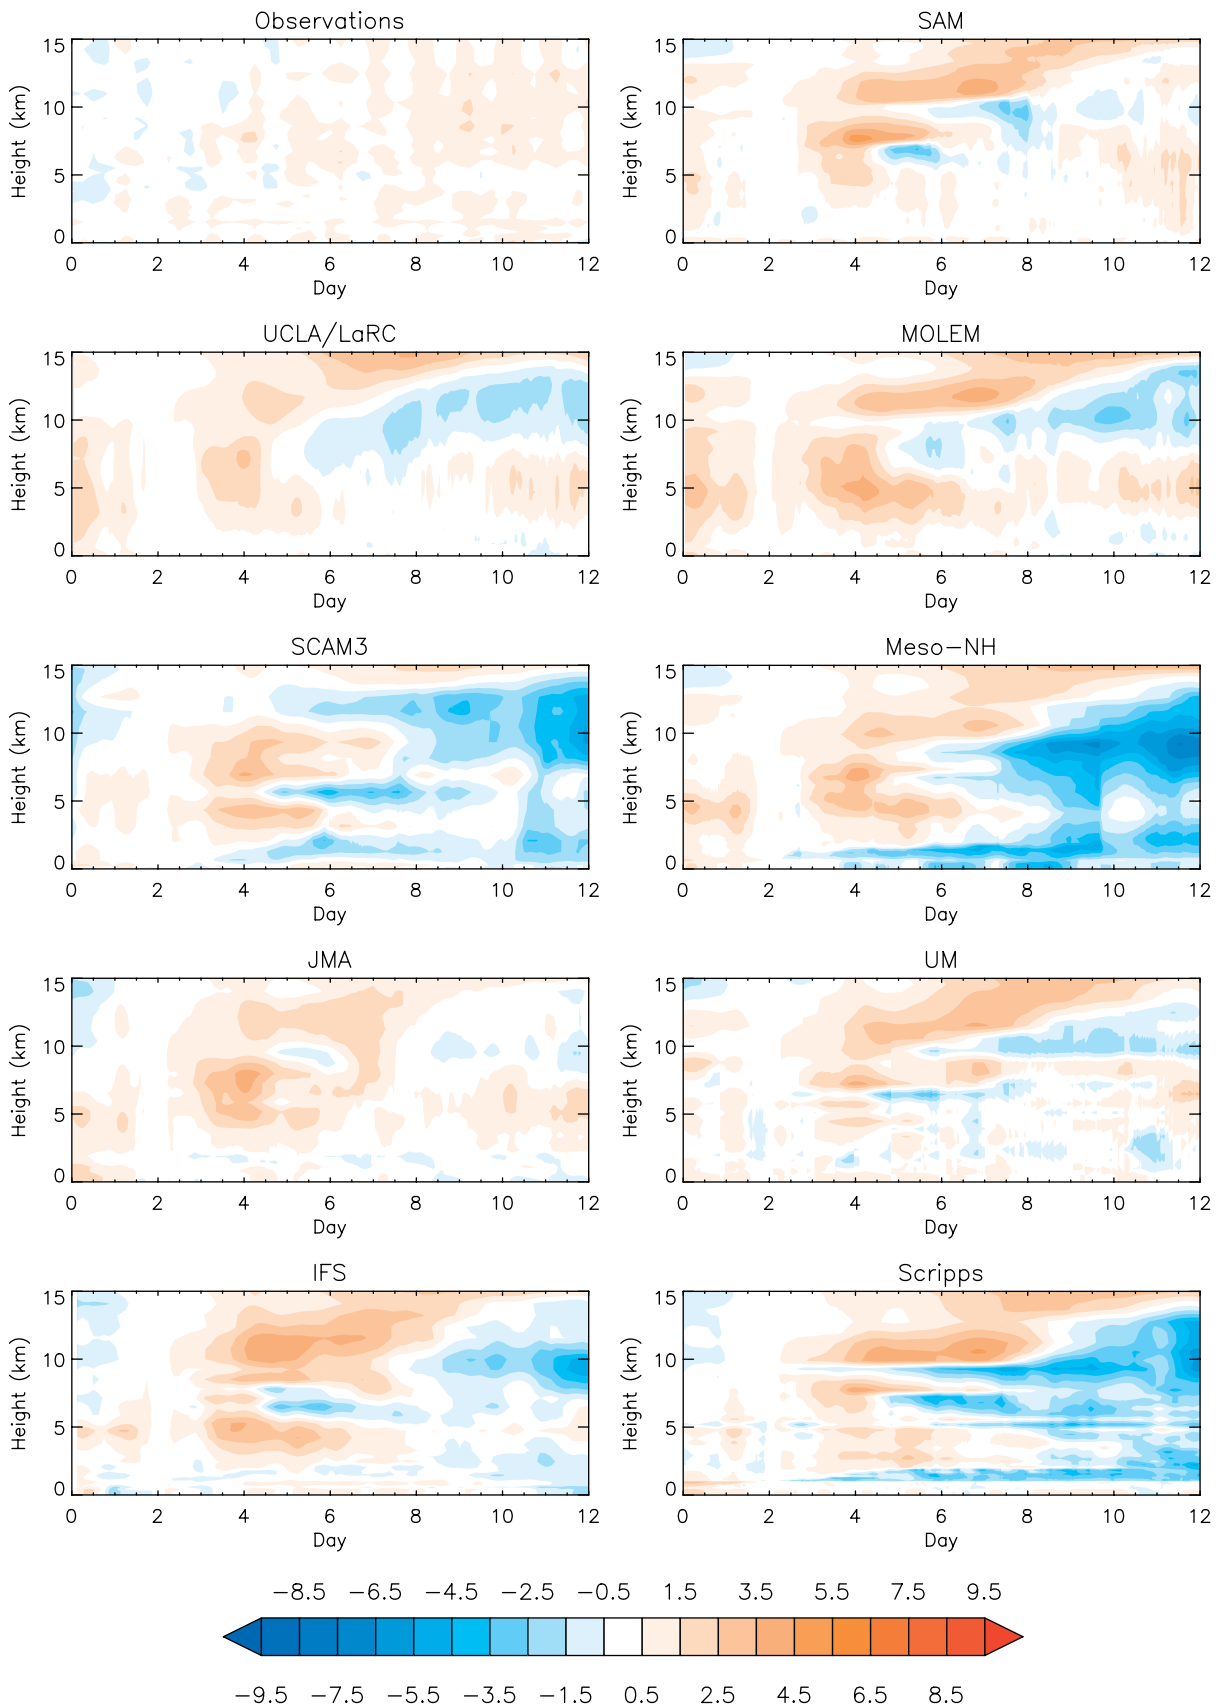 Observations
SAM
15
10
5
0
Height (km)
0 2 4 6 8 10 12
Day
15
10
5
0
Height (km)
0 2 4 6 8 10 12
Day
UCLA/LaRC
MOLEM
15
10
5
0
Height (km)
0 2 4 6 8 10 12
Day
15
10
5
0
Height (km)
0 2 4 6 8 10 12
Day
SCAM3
Meso-NH
15
10
5
0
Height (km)
0 2 4 6 8 10 12
Day
15
10
5
0
Height (km)
0 2 4 6 8 10 12
Day
JMA
UM
15
10
5
0
Height (km)
0 2 4 6 8 10 12
Day
15
10
5
0
Height (km)
0 2 4 6 8 10 12
Day
IFS
Scripps
15
10
5
0
Height (km)
0 2 4 6 8 10 12
Day
15
10
5
0
Height (km)
0 2 4 6 8 10 12
Day
-8.5 -6.5 -4.5 -2.5 -0.5 1.5 3.5 5.5 7.5 9.5
-9.5 -7.5 -5.5 -3.5 -1.5 0.5 2.5 4.5 6.5 8.5